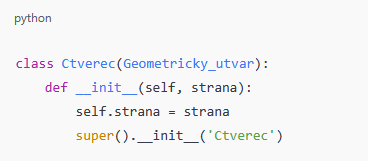 python
class Ctverec(Geometricky_utvar):
    def __init__(self, strana):
        self.strana = strana
        super().__init__('Ctverec')